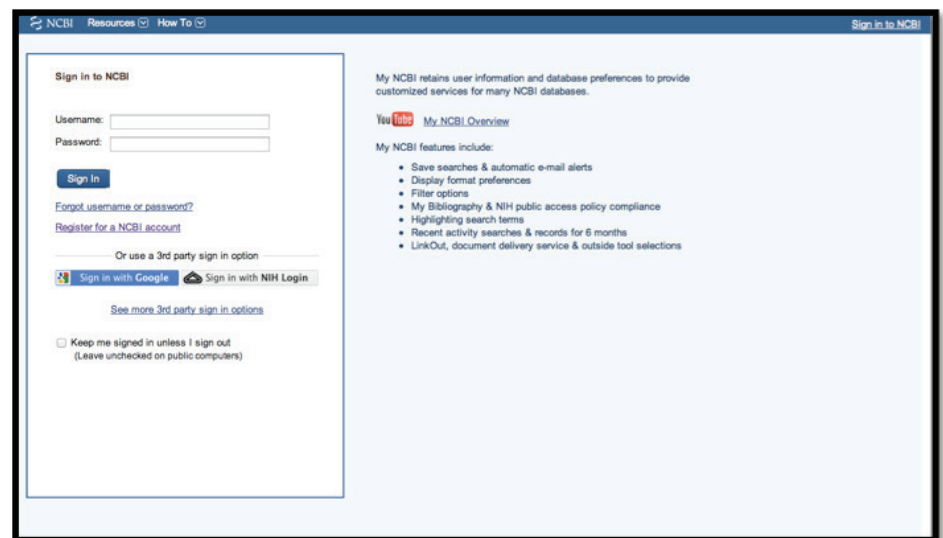 NCBI Resources How To Sign in to NCBI
Sign in to NCBI
Username:
Password:
Sign In
Forgot username or password?
Register for a NCBI account
Or use a 3rd party sign in option
Sign in with Google Sign in with NIH Login
See more 3rd party sign in options
Keep me signed in unless I sign out
(Leave unchecked on public computers)
My NCBI retains user information and database preferences to provide
customized services for many NCBI databases.
YouTube My NCBI Overview
My NCBI features include:
• Save searches & automatic e-mail alerts
• Display format preferences
• Filter options
• My Bibliography & NIH public access policy compliance
• Highlighting search terms
• Recent activity searches & records for 6 months
• LinkOut, document delivery service & outside tool selections